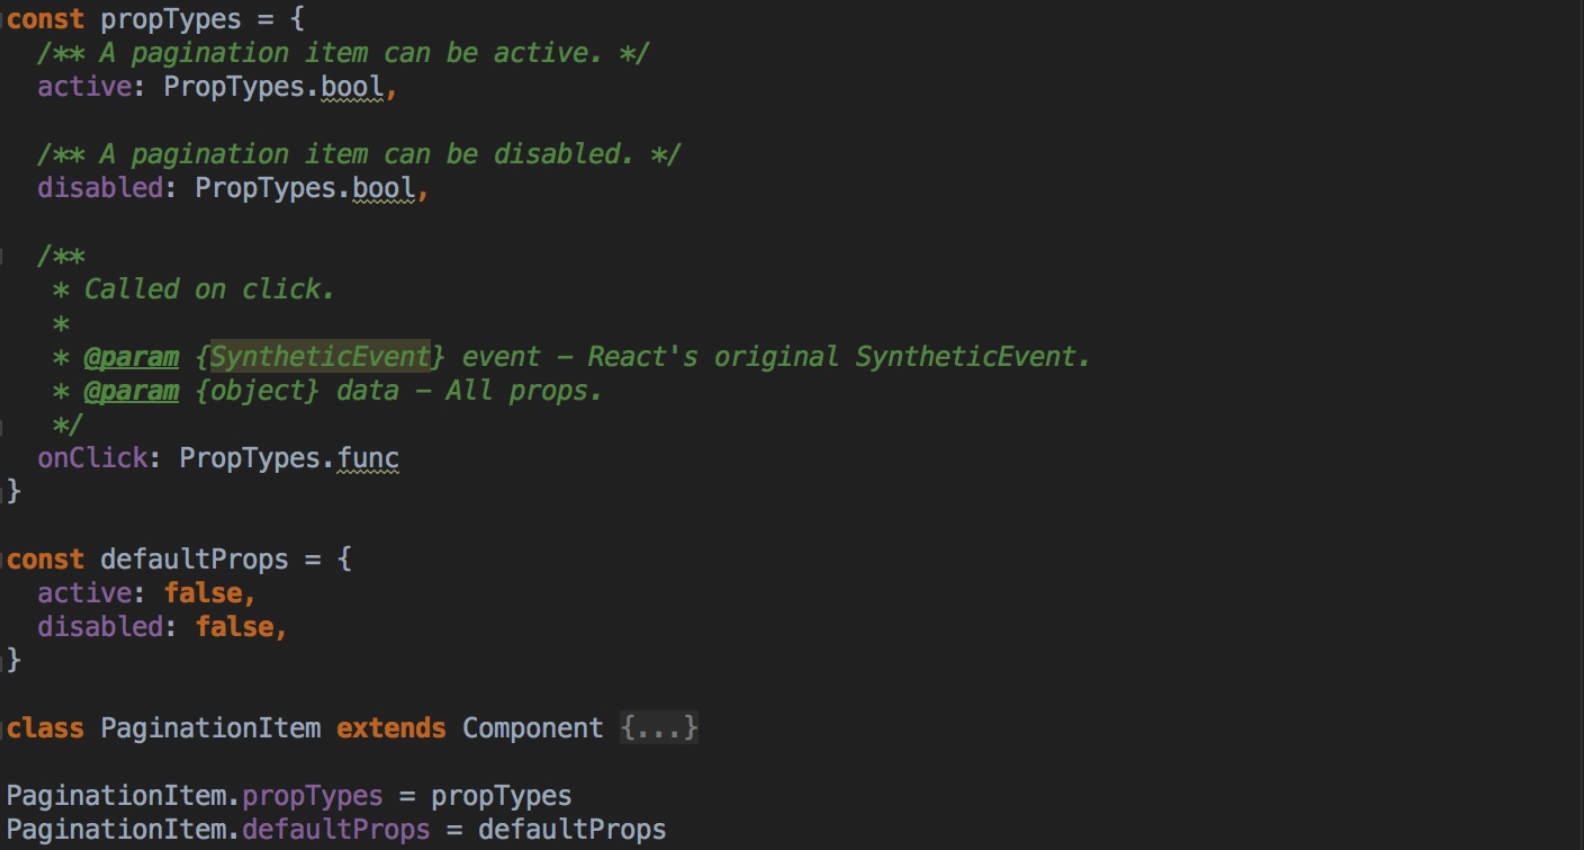 const propTypes = {
  /** A pagination item can be active. */
  active: PropTypes.bool,
  /** A pagination item can be disabled. */
  disabled: PropTypes.bool,
  /**
   * Called on click.
   *
   * @param {SyntheticEvent} event – React's original SyntheticEvent.
   * @param {object} data – All props.
   */
  onClick: PropTypes.func
}
const defaultProps = {
  active: false,
  disabled: false,
}
class PaginationItem extends Component {...}
PaginationItem.propTypes = propTypes
PaginationItem.defaultProps = defaultProps